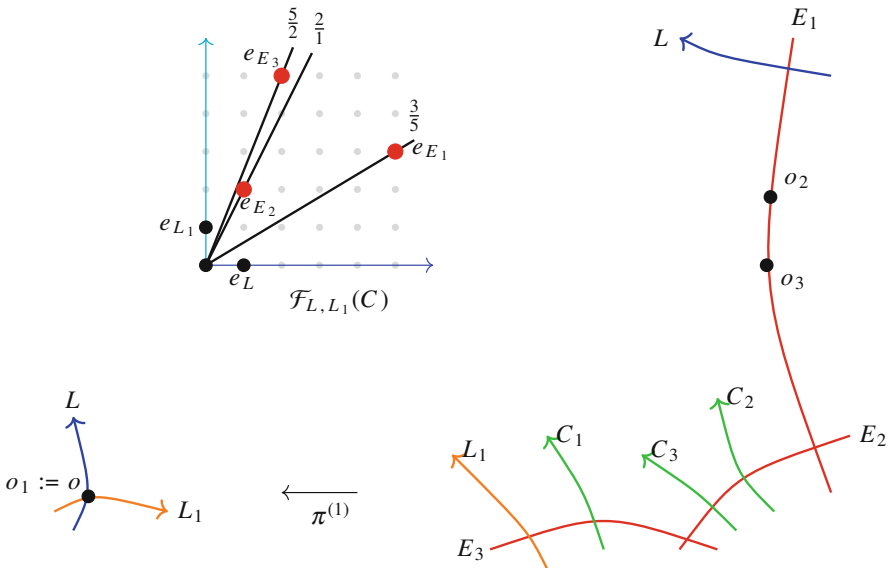 5/2
2/1
e_{E_3}
3/5
e_{E_1}
e_{E_2}
e_{L_1}
e_L
ℱ_{L,L_1}(C)
E_1
L
o_2
o_3
L
o_1 := o
L_1
π^{(1)}
L_1
C_1
C_3
C_2
E_2
E_3